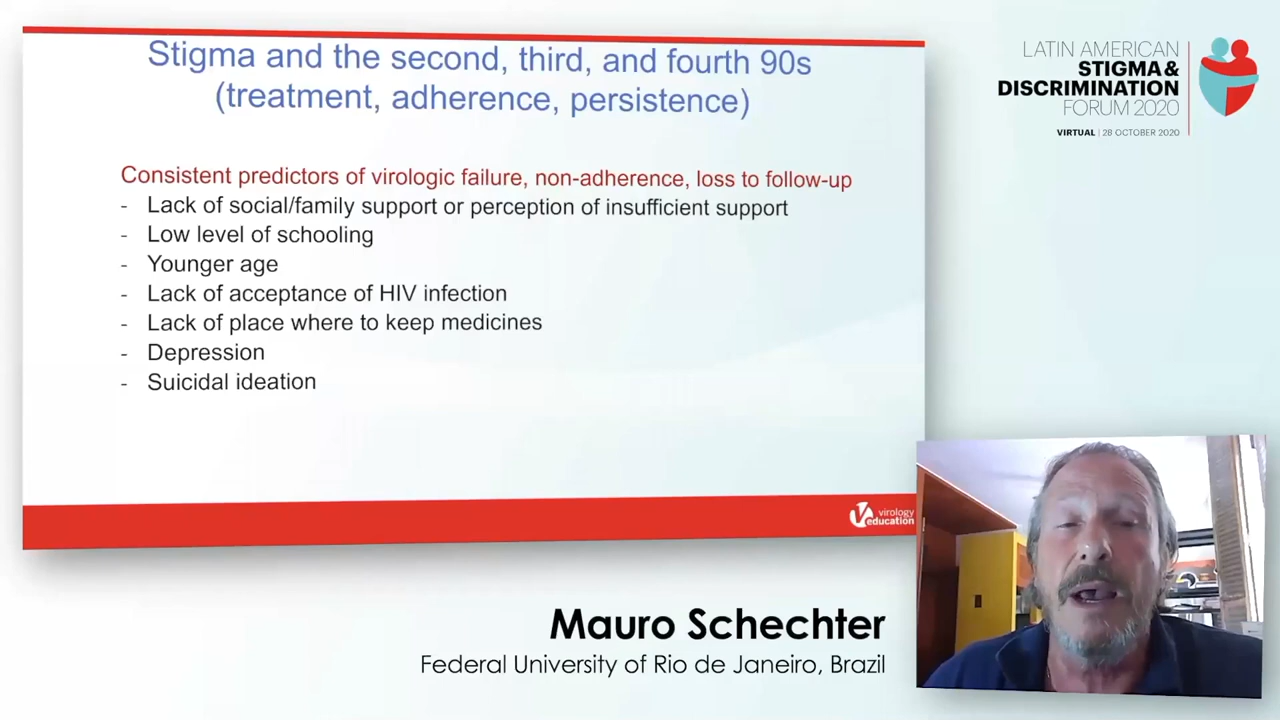 Stigma and the second, third, and fourth 90s
(treatment, adherence, persistence)
Consistent predictors of virologic failure, non-adherence, loss to follow-up
- Lack of social/family support or perception of insufficient support
- Low level of schooling
- Younger age
- Lack of acceptance of HIV infection
- Lack of place where to keep medicines
- Depression
- Suicidal ideation
virology
education
LATIN AMERICAN
STIGMA &
DISCRIMINATION
FORUM 2020
VIRTUAL | 28 OCTOBER 2020
Mauro Schechter
Federal University of Rio de Janeiro, Brazil